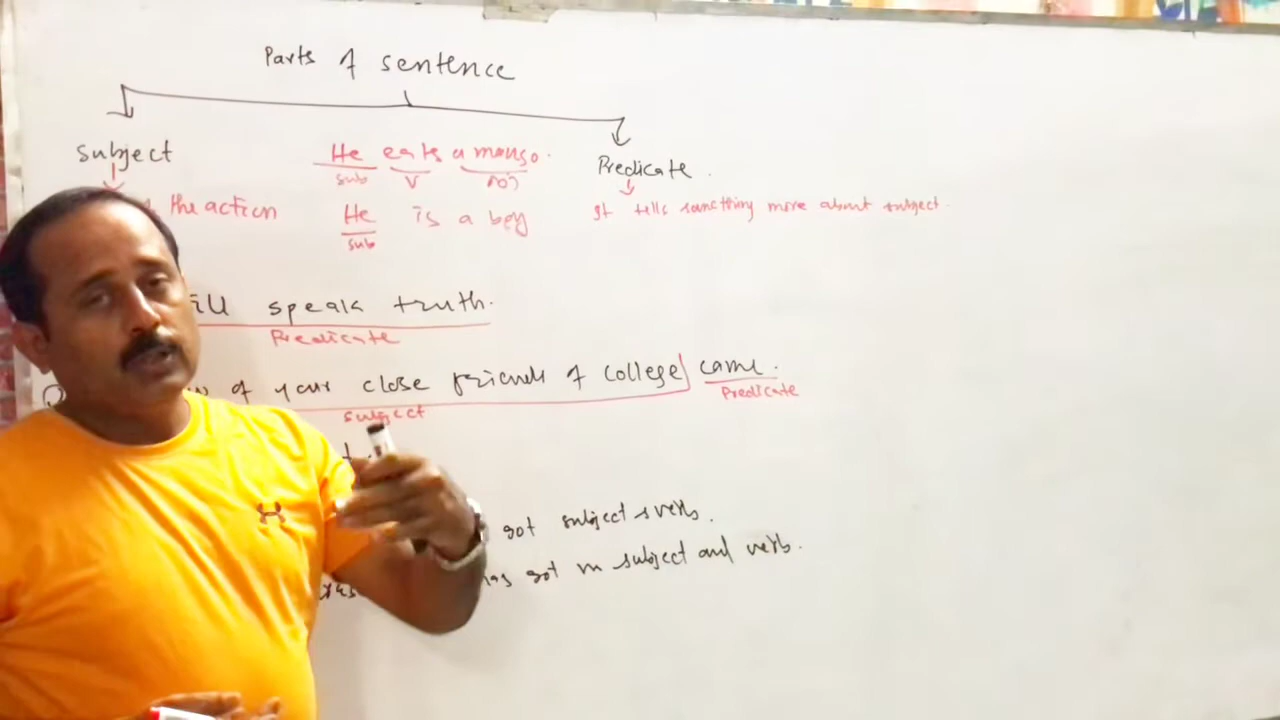 Parts of sentence
Subject
He eats a mango.
sub V obj
Predicate.
the action
He is a boy
sub
It tells something more about subject.
speak truth.
Predicate
of your close friends of college came.
subject Predicate
got subject & verb.
has got no subject and verb.